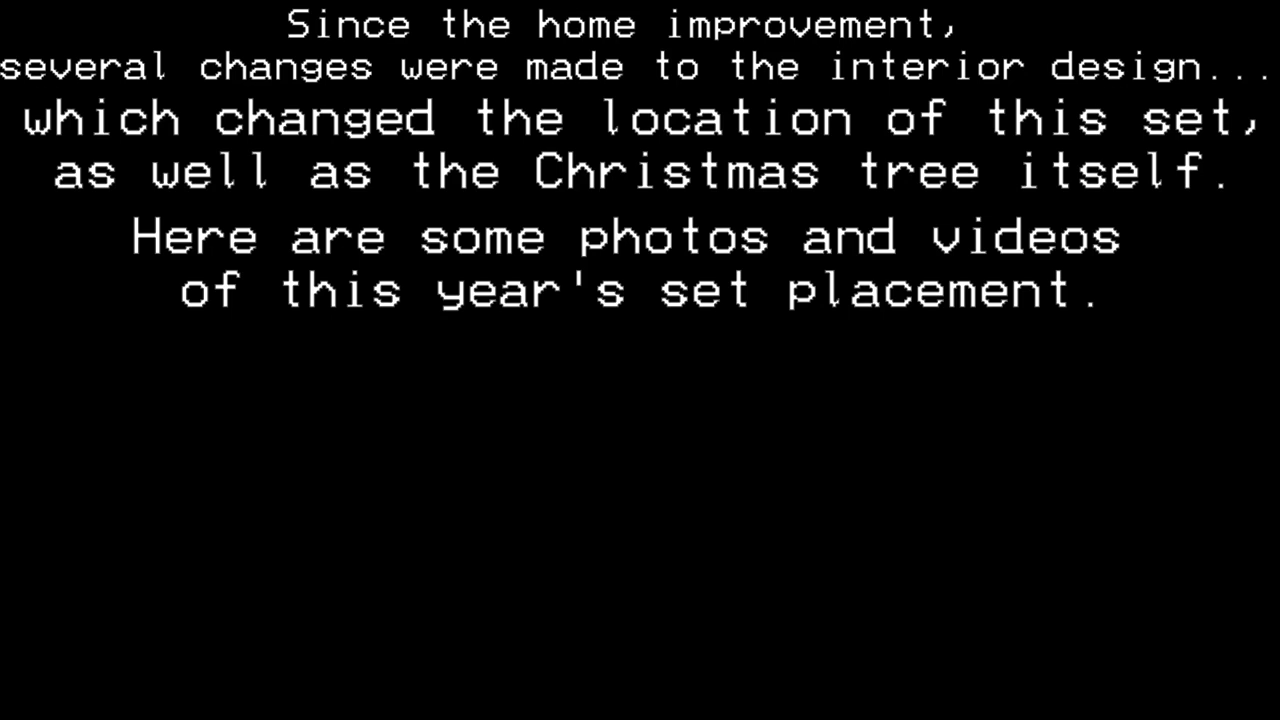 Since the home improvement,
several changes were made to the interior design...
which changed the location of this set,
as well as the Christmas tree itself.
Here are some photos and videos
of this year's set placement.